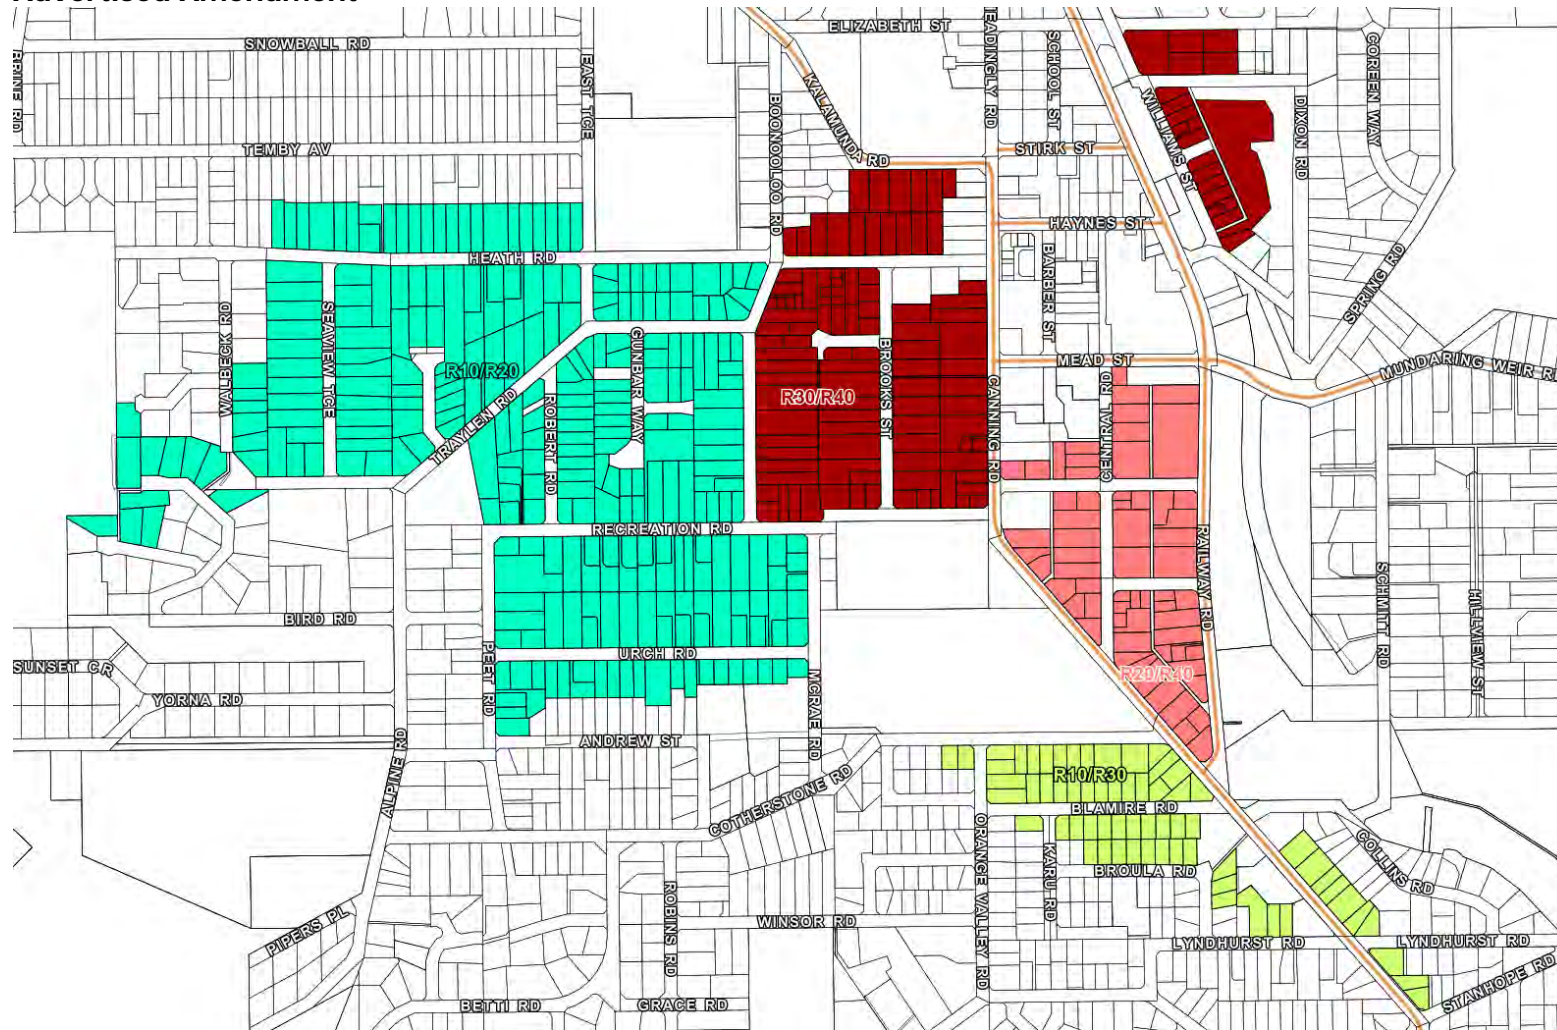 Advertised Amendment
ELIZABETH ST
SNOWBALL RD
HEADINGLY RD
SCHOOL ST
COREEN WAY
EAST TCE
KALAMUNDA RD
BOONOOLOO RD
WILLIAMS ST
DIXON RD
TEMBY AV
STIRK ST
HAYNES ST
HEATH RD
BARBER ST
SPRING RD
WALBECK RD
SEAVIEW TCE
GUNBAR WAY
BROOKS ST
MEAD ST
MUNDARING WEIR RD
R10/R20
R30/R40
CANNING RD
CENTRAL RD
TRAYLEN RD
ROBERT RD
RECREATION RD
RAILWAY RD
SCHMITT RD
HILLVIEW ST
BIRD RD
URCH RD
PEET RD
SUNSET CR
MCRAE RD
R20/R40
YORNA RD
ANDREW ST
ALPINE RD
R10/R30
COTHERSTONE RD
BLAMIRE RD
ORANGE VALLEY RD
KARU RD
BROULA RD
COLLINS RD
ROBINS RD
PIPERS PL
WINSOR RD
LYNDHURST RD
LYNDHURST RD
STANHOPE RD
BETTI RD
GRACE RD